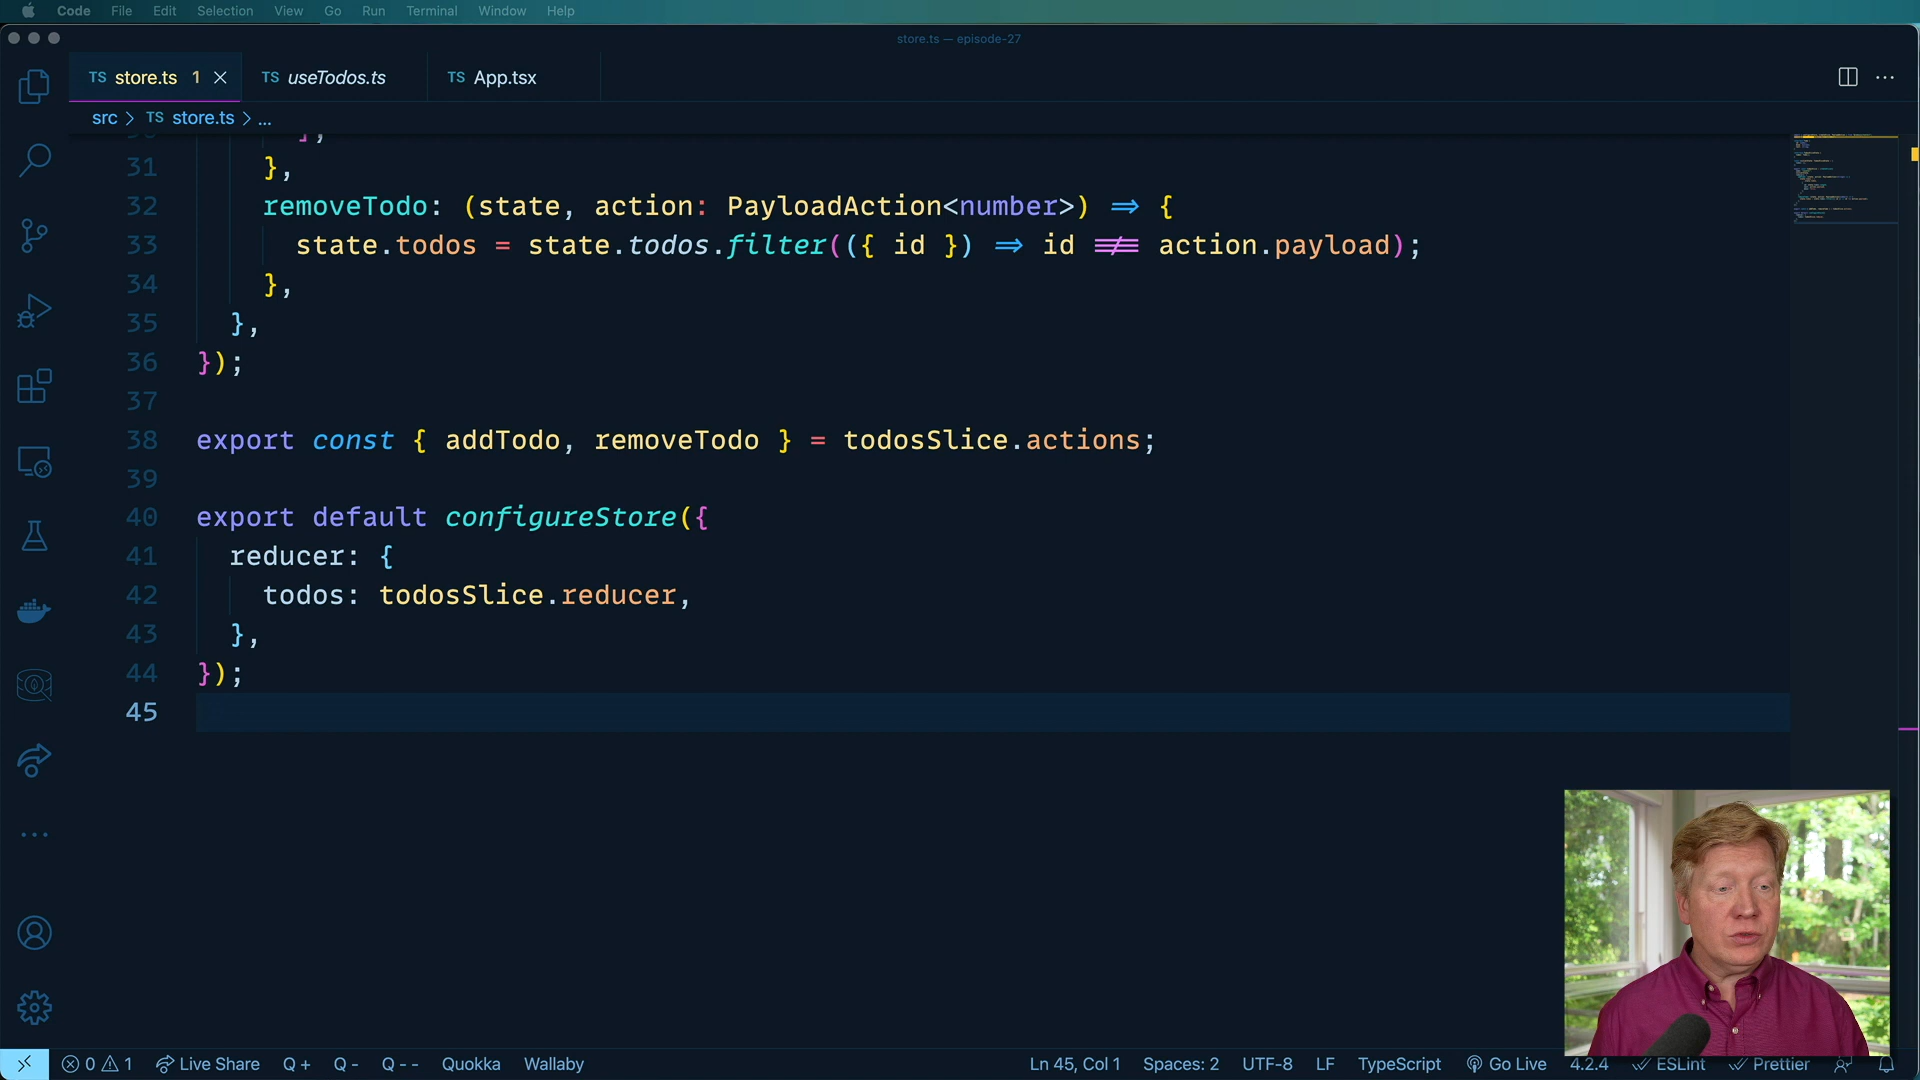 Code File Edit Selection View Go Run Terminal Window Help
store.ts — episode-27
TS store.ts 1 TS useTodos.ts TS App.tsx
src > TS store.ts > ...
30 ],
31 },
32 removeTodo: (state, action: PayloadAction<number>) => {
33 state.todos = state.todos.filter(({ id }) => id !== action.payload);
34 },
35 },
36 });
37
38 export const { addTodo, removeTodo } = todosSlice.actions;
39
40 export default configureStore({
41 reducer: {
42 todos: todosSlice.reducer,
43 },
44 });
45
0 1 Live Share Q + Q - Q - - Quokka Wallaby Ln 45, Col 1 Spaces: 2 UTF-8 LF TypeScript Go Live 4.2.4 ESLint Prettier